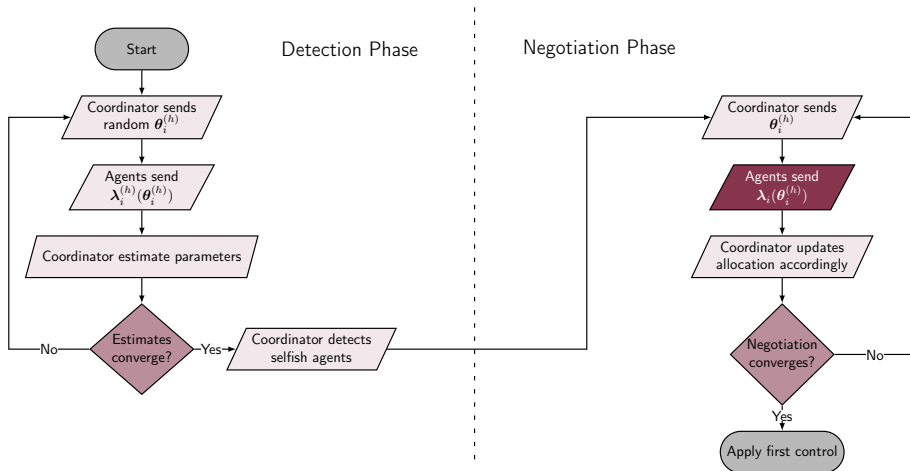 Detection Phase
Negotiation Phase
Start
Coordinator sends
random θ_i^(h)
Agents send
λ_i^(h)(θ_i^(h))
Coordinator estimate parameters
Estimates
converge?
No
Yes
Coordinator detects
selfish agents
Coordinator sends
θ_i^(h)
Agents send
λ_i(θ_i^(h))
Coordinator updates
allocation accordingly
Negotiation
converges?
No
Yes
Apply first control